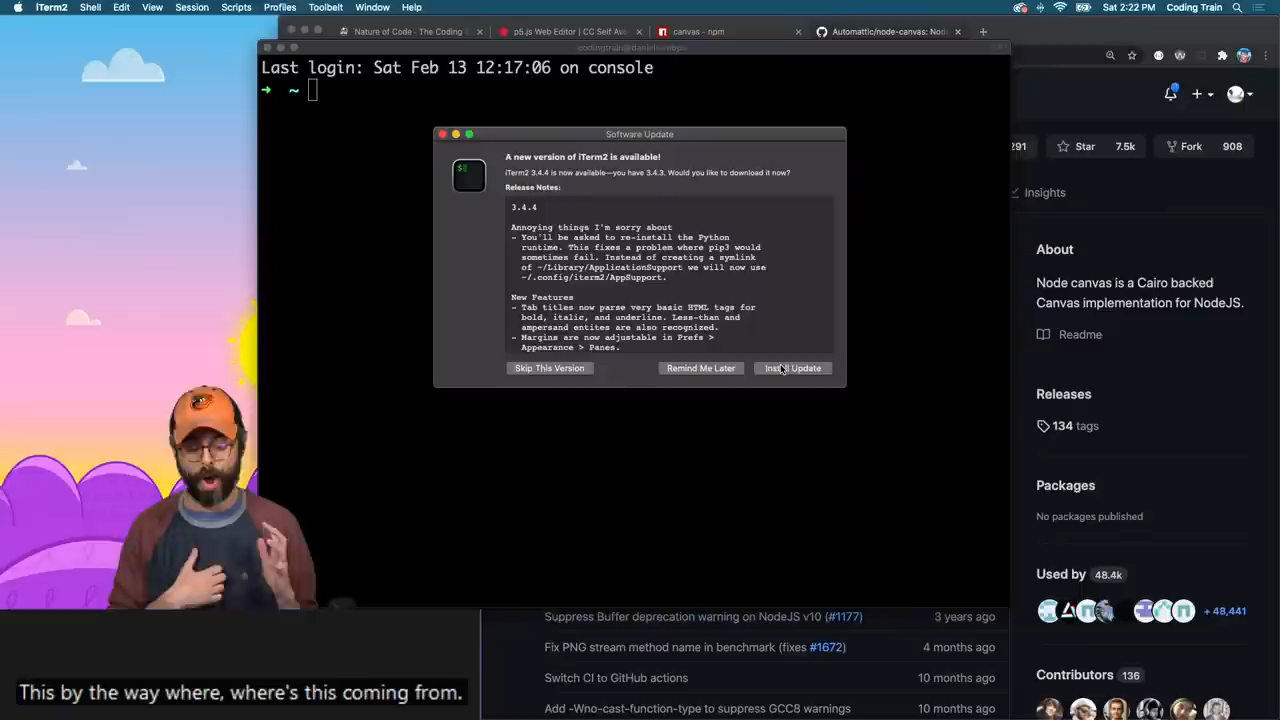 iTerm2 Shell Edit View Session Scripts Profiles Toolbelt Window Help
Sat 2:22 PM Coding Train
Nature of Code - The Coding
p5.js Web Editor | CC Self Av
canvas - npm
Automattic/node-canvas: Nod
Last login: Sat Feb 13 12:17:06 on console
➜ ~
Software Update
A new version of iTerm2 is available!
iTerm2 3.4.4 is now available—you have 3.4.3. Would you like to download it now?
Release Notes:
3.4.4
Annoying things I'm sorry about
- You'll be asked to re-install the Python
runtime. This fixes a problem where pip3 would
sometimes fail. Instead of creating a symlink
of ~/Library/ApplicationSupport we will now use
~/.config/iterm2/AppSupport.
New Features
- Tab titles now parse very basic HTML tags for
bold, italic, and underline. Less-than and
ampersand entites are also recognized.
- Margins are now adjustable in Prefs >
Appearance > Panes.
Skip This Version
Remind Me Later
Install Update
291
Star 7.5k
Fork 908
Insights
About
Node canvas is a Cairo backed
Canvas implementation for NodeJS.
Readme
Releases
134 tags
Packages
No packages published
Used by 48.4k
+ 48,441
Contributors 136
Suppress Buffer deprecation warning on NodeJS v10 (#1177) 3 years ago
Fix PNG stream method name in benchmark (fixes #1672) 4 months ago
Switch CI to GitHub actions 10 months ago
Add -Wno-cast-function-type to suppress GCC8 warnings 10 months ago
This by the way where, where's this coming from.